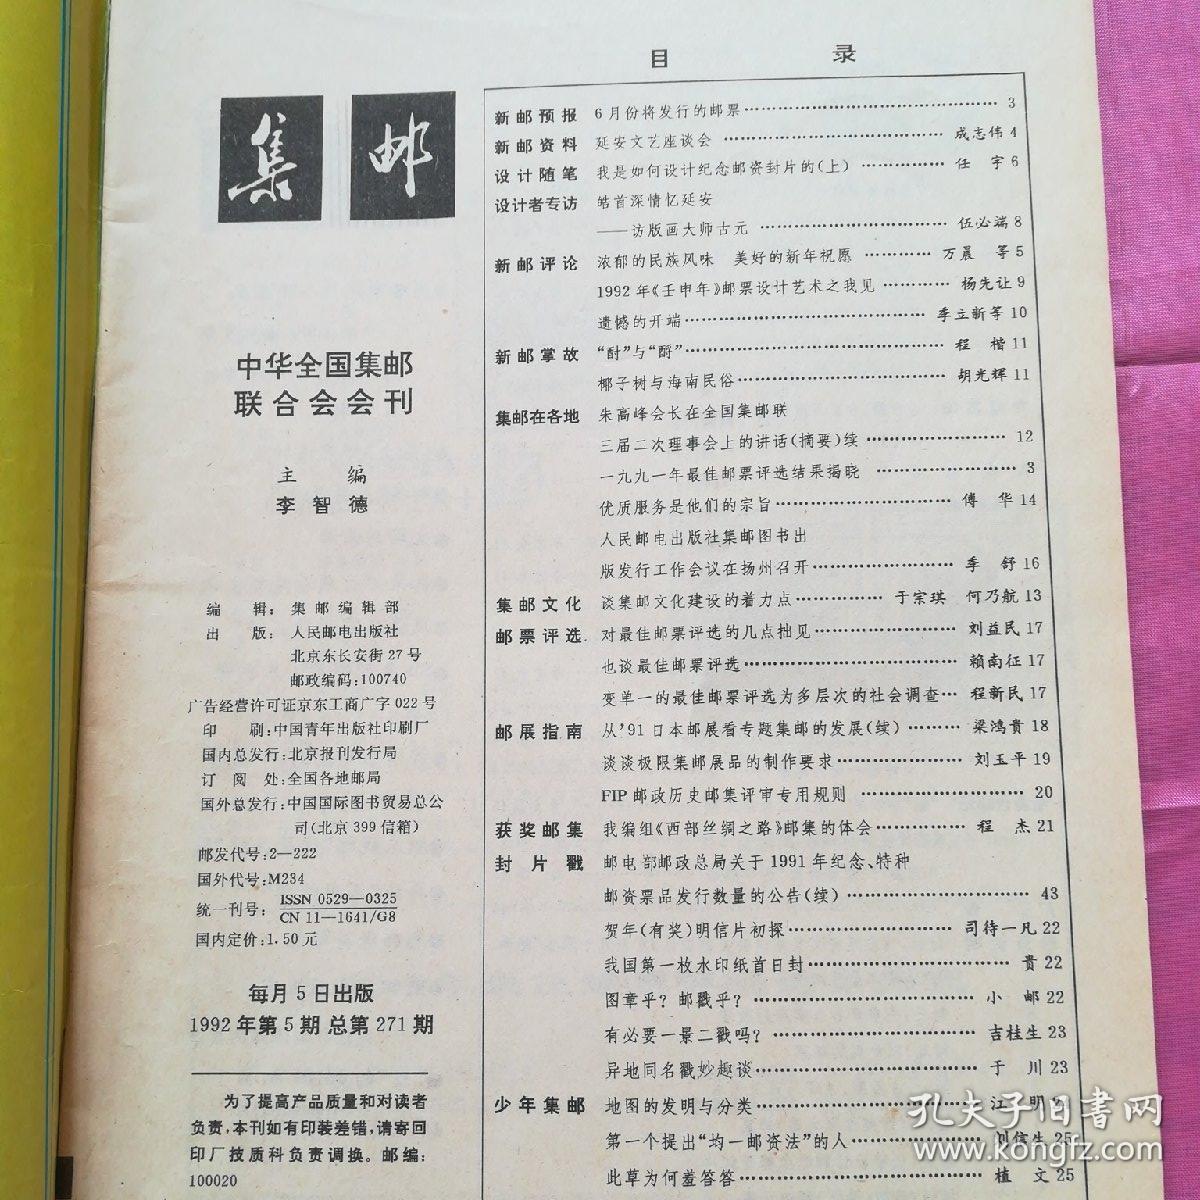 集邮
中华全国集邮
联合会会刊
主 编
李智德
编 辑：集邮编辑部
出 版：人民邮电出版社
北京东长安街27号
邮政编码：100740
广告经营许可证京东工商广字022号
印 刷：中国青年出版社印刷厂
国内总发行：北京报刊发行局
订 阅 处：全国各地邮局
国外总发行：中国国际图书贸易总公
司（北京399信箱）
邮发代号：2—222
国外代号：M234
统一刊号：ISSN 0529—0325
CN 11—1641/G8
国内定价：1.50元
每月5日出版
1992年第5期 总第271期
为了提高产品质量和对读者
负责，本刊如有印装差错，请寄回
印厂技质科负责调换。邮编：
100020
目 录
新邮预报 6月份将发行的邮票…………3
新邮资料 延安文艺座谈会…………成志伟 4
设计随笔 我是如何设计纪念邮资封片的（上）…………任 宇 6
设计者专访 皓首深情忆延安
——访版画大师古元…………伍必端 8
新邮评论 浓郁的民族风味 美好的新年祝愿…………万晨 等 5
1992年《壬申年》邮票设计艺术之我见…………杨先让 9
遗憾的开端…………季立新等 10
新邮掌故 “酎”与“酹”…………程 楷 11
椰子树与海南民俗…………胡光辉 11
集邮在各地 朱高峰会长在全国集邮联
三届二次理事会上的讲话（摘要）续…………12
一九九一年最佳邮票评选结果揭晓…………3
优质服务是他们的宗旨…………傅 华 14
人民邮电出版社集邮图书出
版发行工作会议在扬州召开…………季 舒 16
集邮文化 谈集邮文化建设的着力点…………于宗琪 何乃航 13
邮票评选 对最佳邮票评选的几点拙见…………刘益民 17
也谈最佳邮票评选…………赖南征 17
变单一的最佳邮票评选为多层次的社会调查…程新民 17
邮展指南 从’91日本邮展看专题集邮的发展（续）…………梁鸿贵 18
谈谈极限集邮展品的制作要求…………刘玉平 19
FIP邮政历史邮集评审专用规则…………20
获奖邮集 我编组《西部丝绸之路》邮集的体会…………程 杰 21
封片戳 邮电部邮政总局关于1991年纪念、特种
邮资票品发行数量的公告（续）…………43
贺年（有奖）明信片初探…………司待一凡 22
我国第一枚水印纸首日封…………贵 22
图章乎？邮戳乎？…………小 邮 22
有必要一景二戳吗？…………吉桂生 23
异地同名戳妙趣谈…………于 川 23
少年集邮 地图的发明与分类…………江 明
第一个提出“均一邮资法”的人…………刘信生 25
此草为何羞答答…………植 文 25
孔夫子旧书网
www.kongfz.com